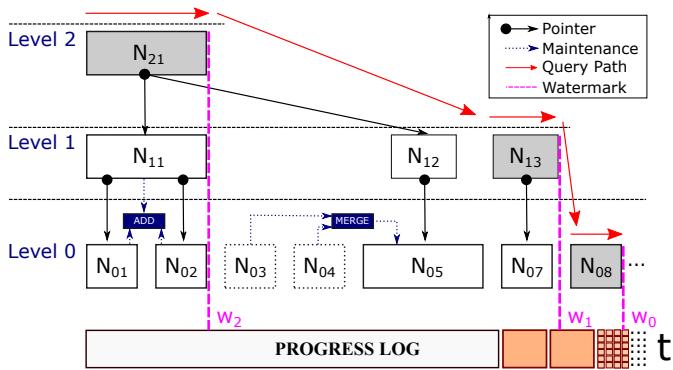 Level 2
N21
Pointer
Maintenance
Query Path
Watermark
Level 1
N11
N12
N13
ADD
MERGE
Level 0
N01
N02
N03
N04
N05
N07
N08
...
w2
w1
w0
PROGRESS LOG
t